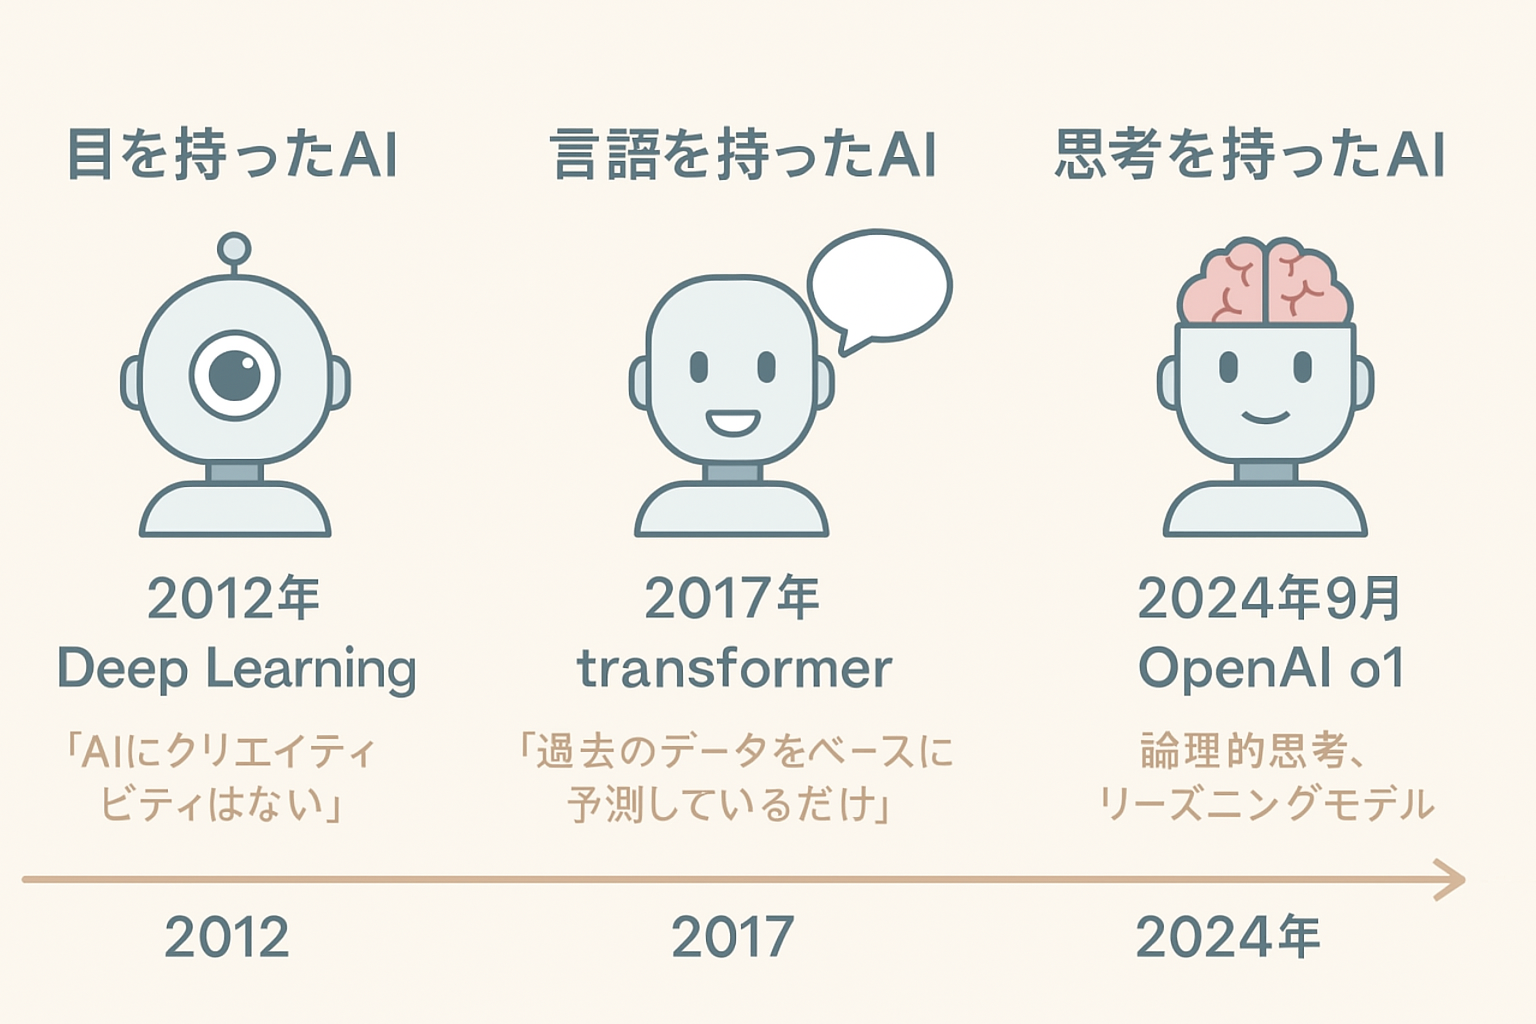 目を持ったAI
言語を持ったAI
思考を持ったAI
2012年
Deep Learning
「AIにクリエイティ
ビティはない」
2017年
transformer
「過去のデータをベースに
予測しているだけ」
2024年9月
OpenAI o1
論理的思考、
リーズニングモデル
2012
2017
2024年